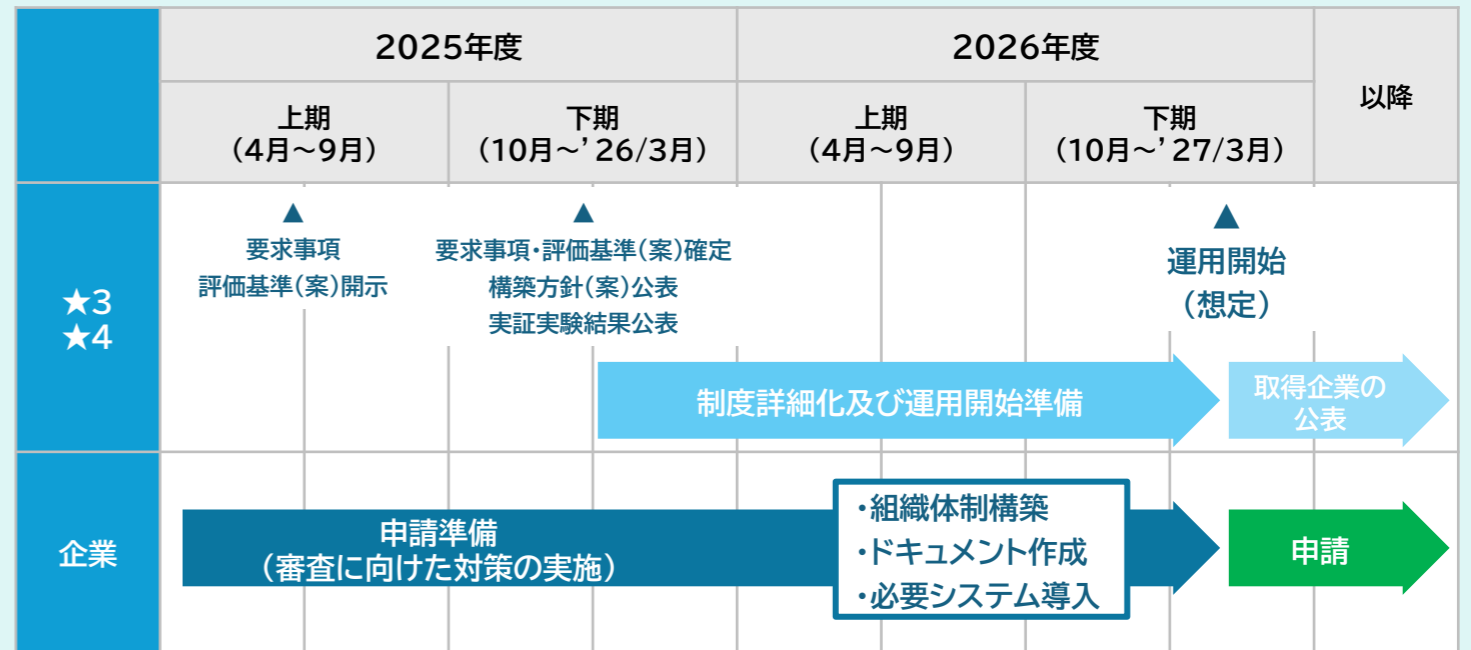 2025年度
2026年度
以降
上期
(4月～9月)
下期
(10月～’26/3月)
上期
(4月～9月)
下期
(10月～’27/3月)
★3
★4
▲
要求事項
評価基準(案)開示
▲
要求事項・評価基準(案)確定
構築方針(案)公表
実証実験結果公表
▲
運用開始
(想定)
制度詳細化及び運用開始準備
取得企業の
公表
企業
申請準備
(審査に向けた対策の実施)
・組織体制構築
・ドキュメント作成
・必要システム導入
申請